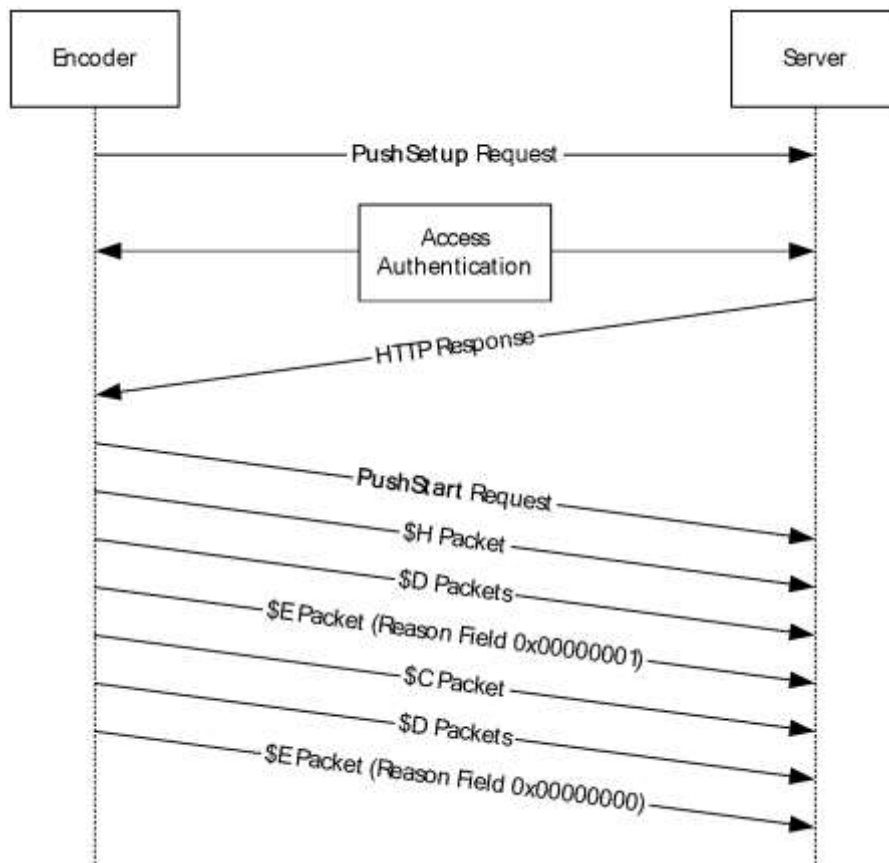 Encoder
Server
PushSetup Request
Access
Authentication
HTTP Response
PushStart Request
$H Packet
$D Packets
$E Packet (Reason Field 0x00000001)
$C Packet
$D Packets
$E Packet (Reason Field 0x00000000)